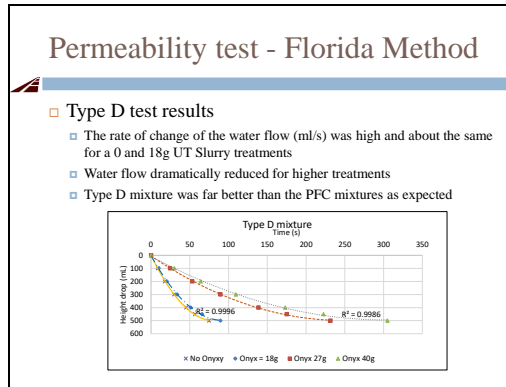 Permeability test - Florida Method
Type D test results
The rate of change of the water flow (ml/s) was high and about the same
for a 0 and 18g UT Slurry treatments
Water flow dramatically reduced for higher treatments
Type D mixture was far better than the PFC mixtures as expected
Type D mixture
Time (s)
0 50 100 150 200 250 300 350
Height drop (mL)
0
100
200
300
400
500
600
R² = 0.9996
R² = 0.9986
No Onyxy Onyx = 18g Onyx 27g Onyx 40g